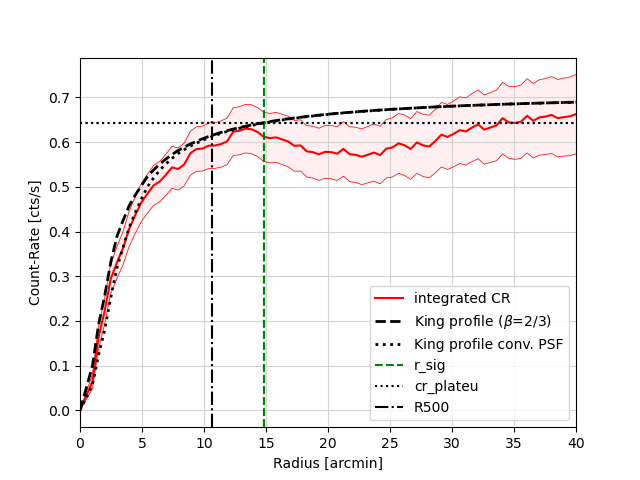 0.7
0.6
0.5
0.4
0.3
0.2
0.1
0.0
Count-Rate [cts/s]
integrated CR
King profile (β=2/3)
King profile conv. PSF
r_sig
cr_plateu
R500
0 5 10 15 20 25 30 35 40
Radius [arcmin]